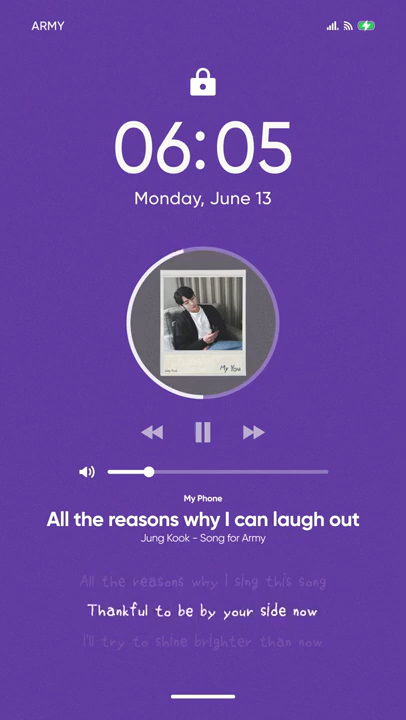 ARMY
06:05
Monday, June 13
My You
My Phone
All the reasons why I can laugh out
Jung Kook - Song for Army
All the reasons why I sing this song
Thankful to be by your side now
I'll try to shine brighter than now